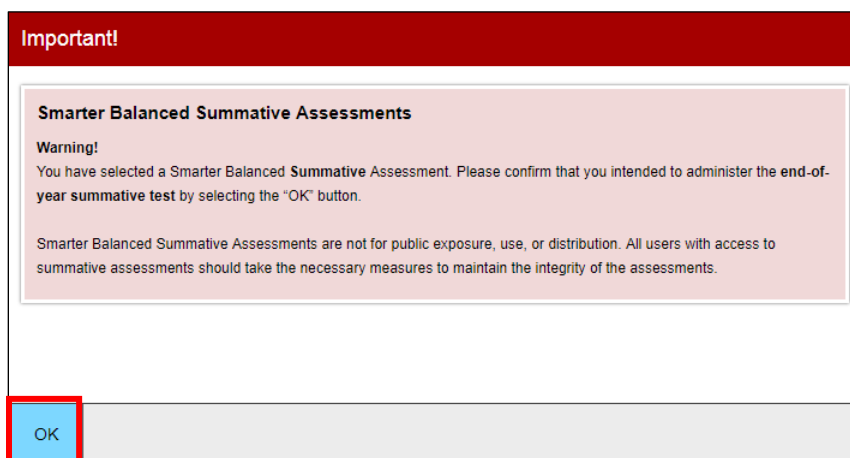 Important!
Smarter Balanced Summative Assessments
Warning!
You have selected a Smarter Balanced Summative Assessment. Please confirm that you intended to administer the end-of-
year summative test by selecting the “OK” button.
Smarter Balanced Summative Assessments are not for public exposure, use, or distribution. All users with access to
summative assessments should take the necessary measures to maintain the integrity of the assessments.
OK